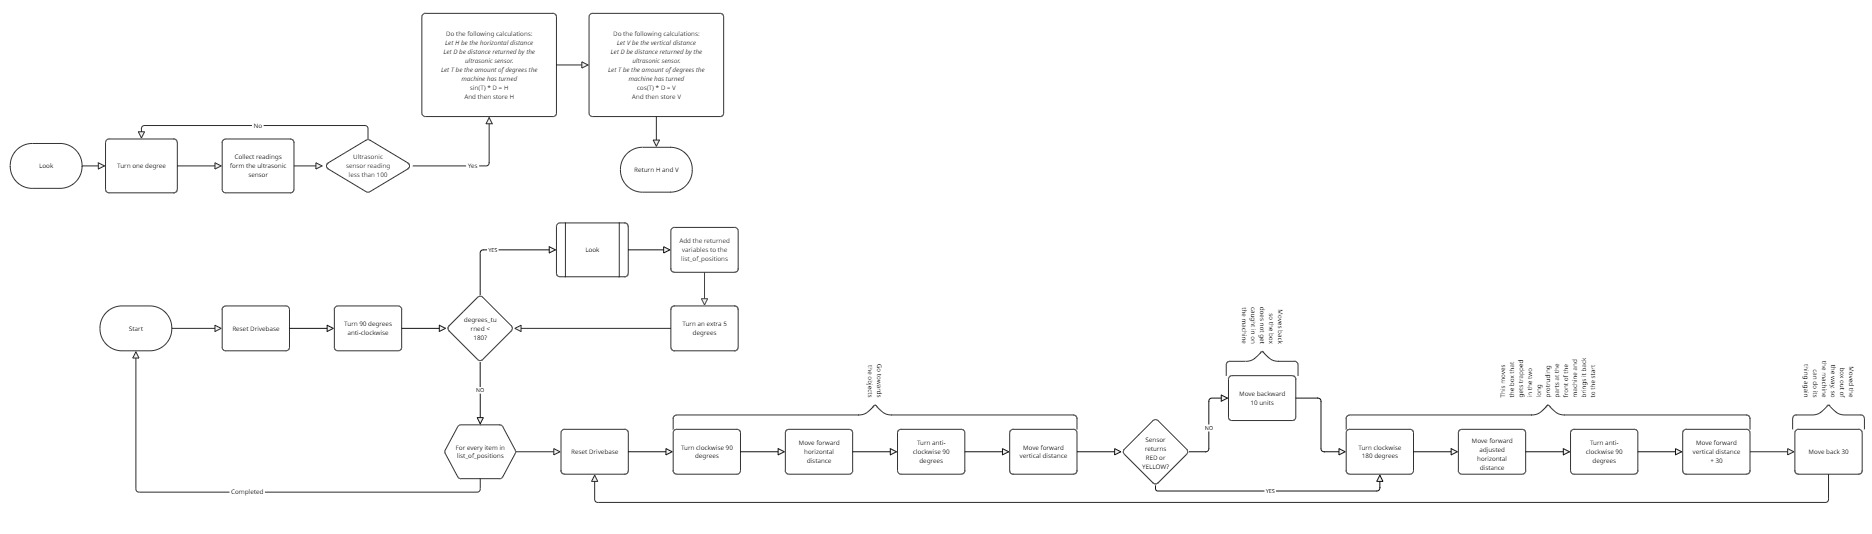 Do the following calculations:
Let H be the horizontal distance
Let D be distance returned by the
ultrasonic sensor.
Let T be the amount of degrees the
machine has turned
sin(T) * D = H
And then store H
Do the following calculations:
Let V be the vertical distance
Let D be distance returned by the
ultrasonic sensor.
Let T be the amount of degrees the
machine has turned
cos(T) * D = V
And then store V
No
Look
Turn one degree
Collect readings
form the ultrasonic
sensor
Ultrasonic
sensor reading
less than 100
Yes
Return H and V
YES
Look
Add the returned
variables to the
list_of_positions
Start
Reset Drivebase
Turn 90 degrees
anti-clockwise
degrees_tu
rned <
180?
Turn an extra 5
degrees
NO
For every item in
list_of_positions
Completed
Reset Drivebase
Go towards
the objects
Turn clockwise 90
degrees
Move forward
horizontal
distance
Turn anti-
clockwise 90
degrees
Move forward
vertical distance
Sensor
returns
RED or
YELLOW?
NO
YES
Moves back
so the box
does not get
caught in on
the machine
Move backward
10 units
This moves
the box that
gets trapped
in the two
long,
protruding
parts at the
front of the
machine and
brings it back
to the start
Turn clockwise
180 degrees
Move forward
adjusted
horizontal
distance
Turn anti-
clockwise 90
degrees
Move forward
vertical distance
+ 30
Moved the
box out of
the way so
the machine
can do its
thing again
Move back 30